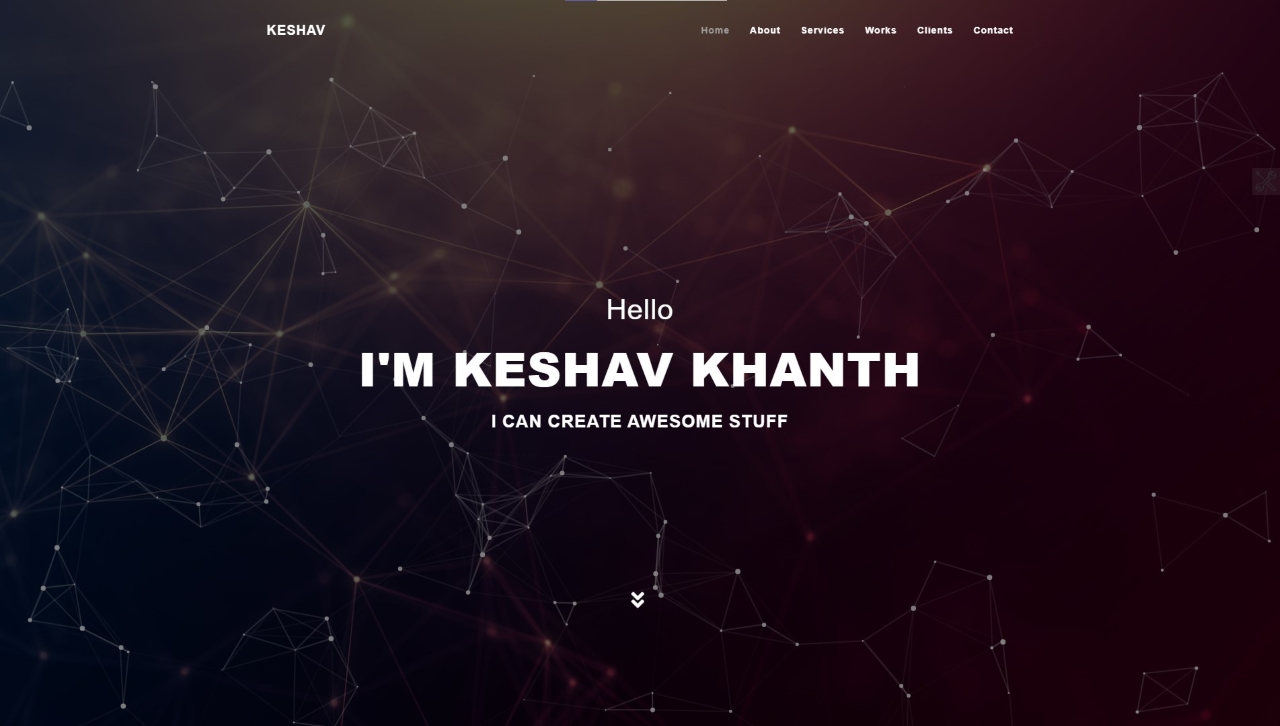 KESHAV
Home About Services Works Clients Contact
Hello
I'M KESHAV KHANTH
I CAN CREATE AWESOME STUFF